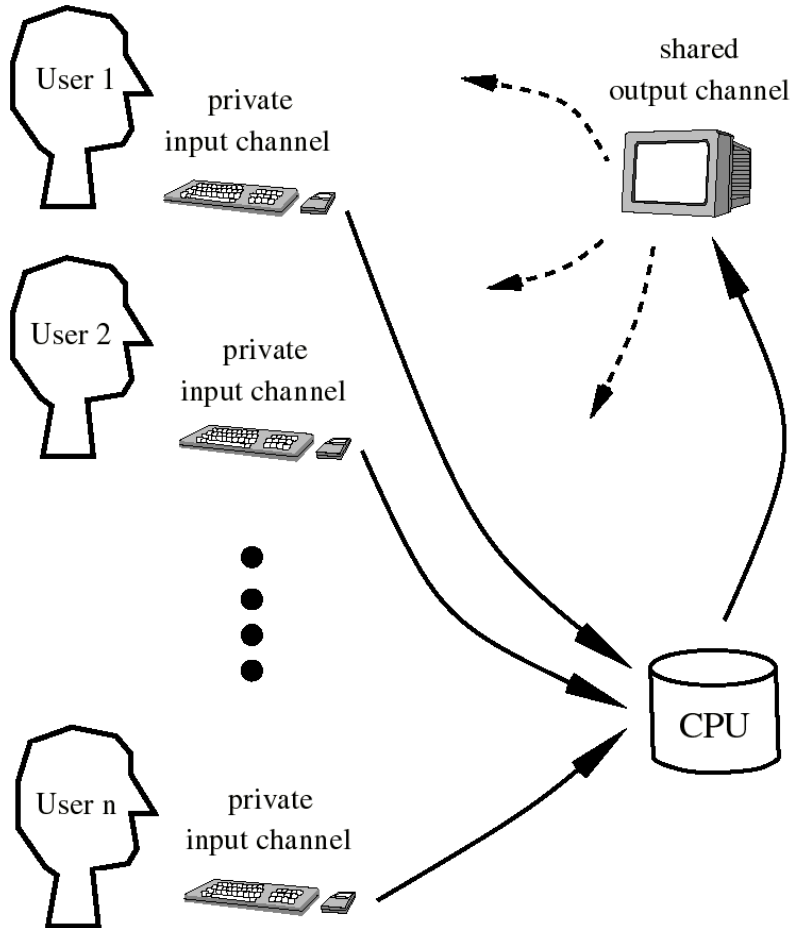 User 1
private
input channel
shared
output channel
User 2
private
input channel
CPU
User n
private
input channel